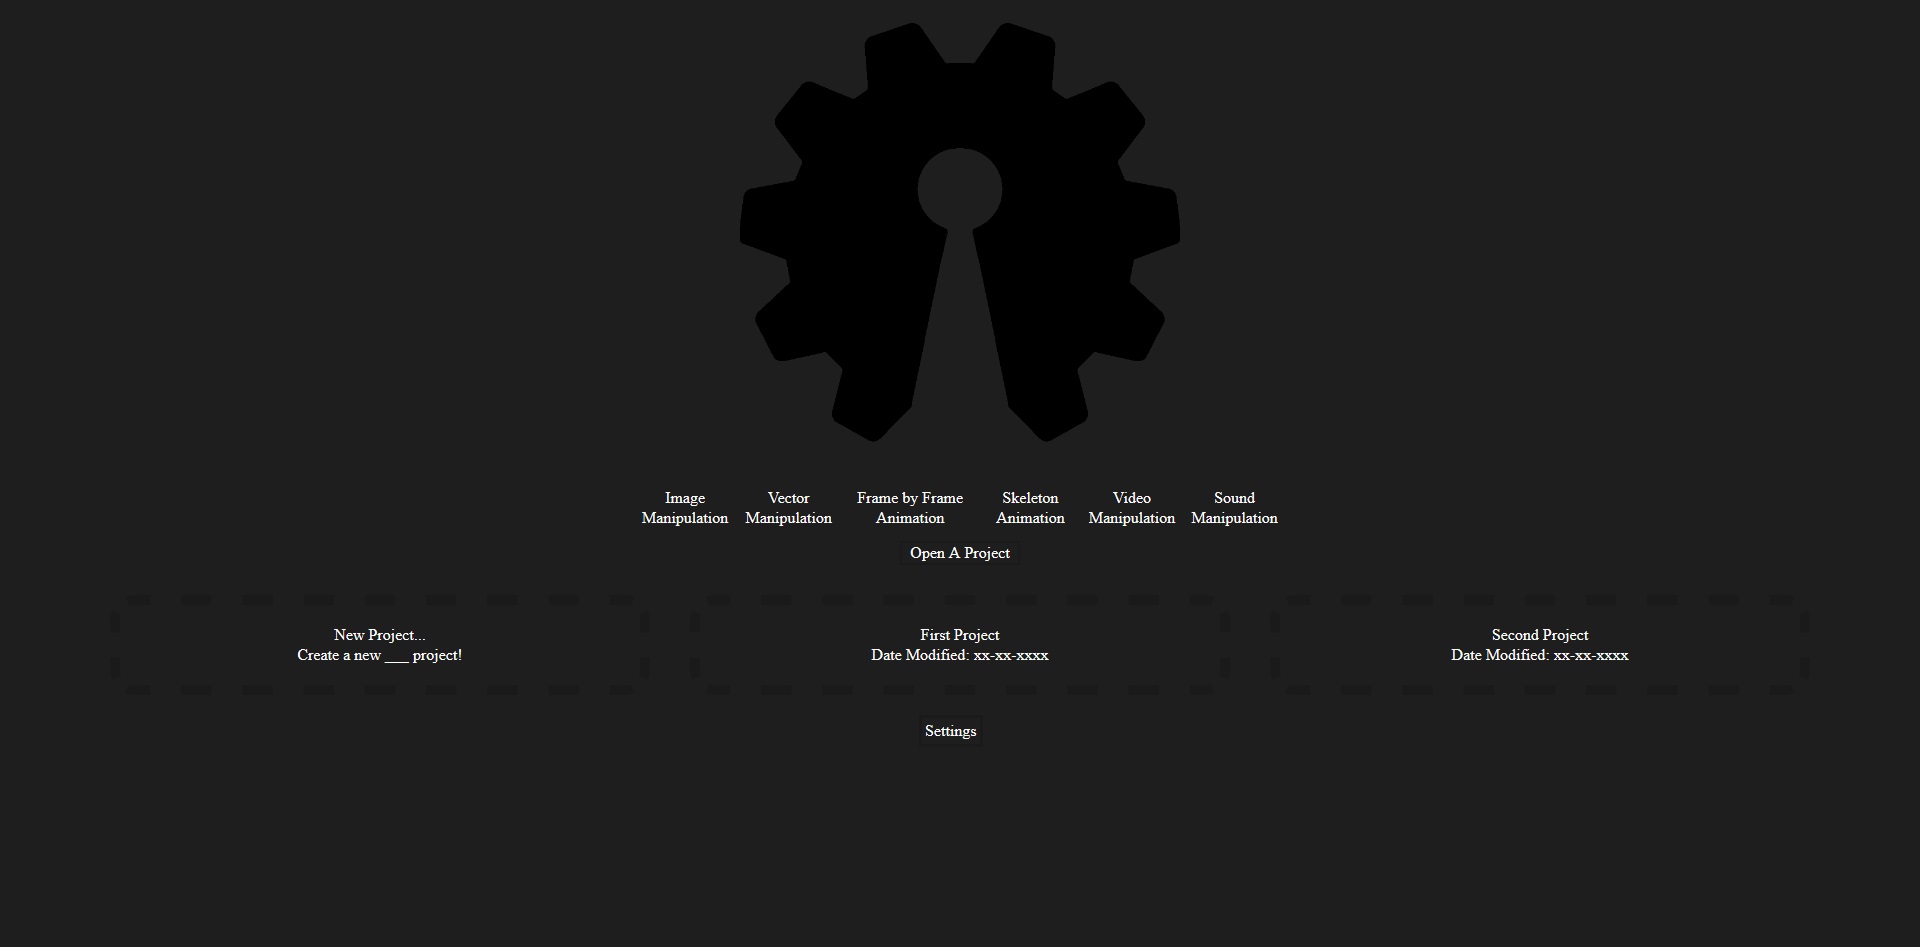 Image Manipulation
Vector Manipulation
Frame by Frame Animation
Skeleton Animation
Video Manipulation
Sound Manipulation
Open A Project
New Project...
Create a new ___ project!
First Project
Date Modified: xx-xx-xxxx
Second Project
Date Modified: xx-xx-xxxx
Settings